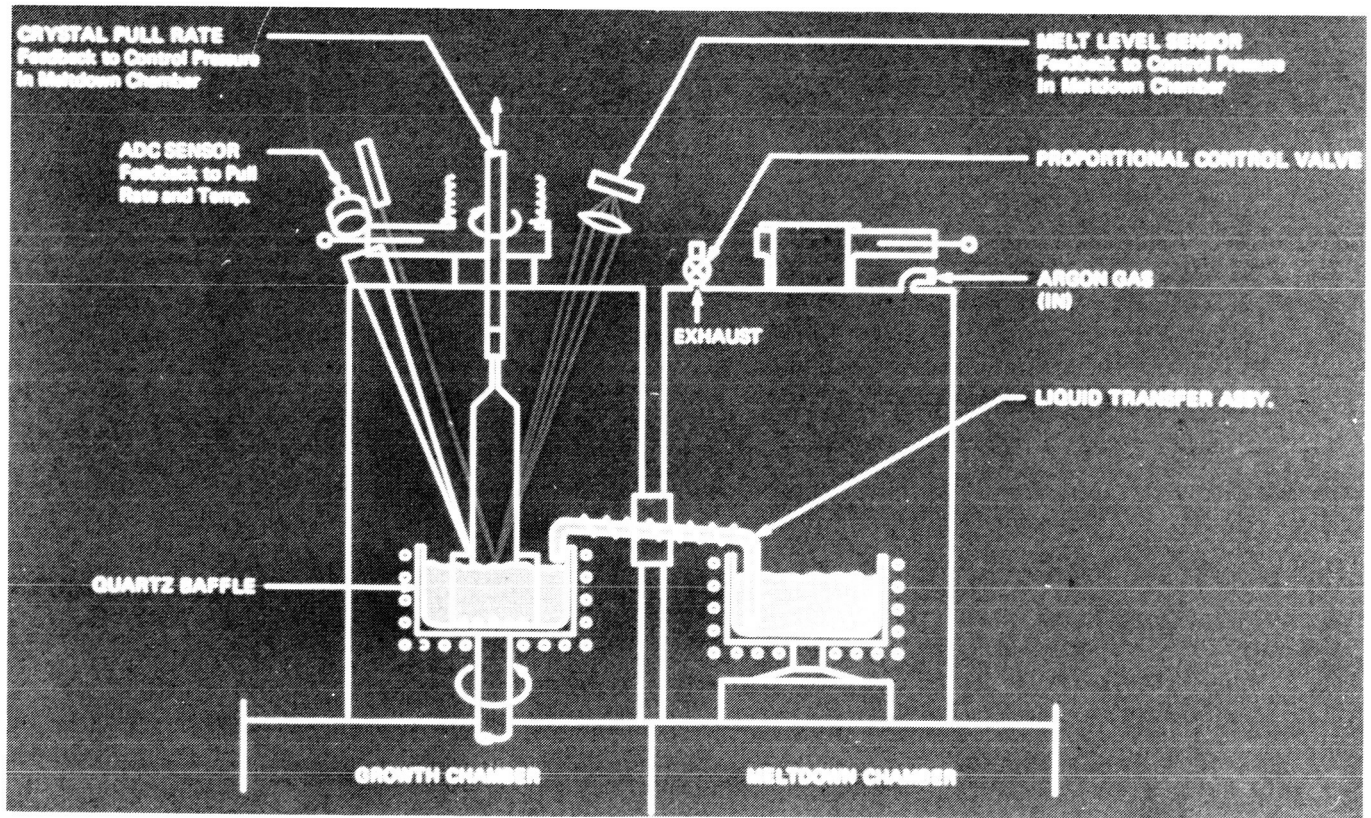 CRYSTAL PULL RATE
Feedback to Control Pressure
In Meltdown Chamber
MELT LEVEL SENSOR
Feedback to Control Pressure
In Meltdown Chamber
ADC SENSOR
Feedback to Pull
Rate and Temp.
PROPORTIONAL CONTROL VALVE
ARGON GAS
(IN)
EXHAUST
LIQUID TRANSFER ASSY.
QUARTZ BAFFLE
GROWTH CHAMBER
MELTDOWN CHAMBER